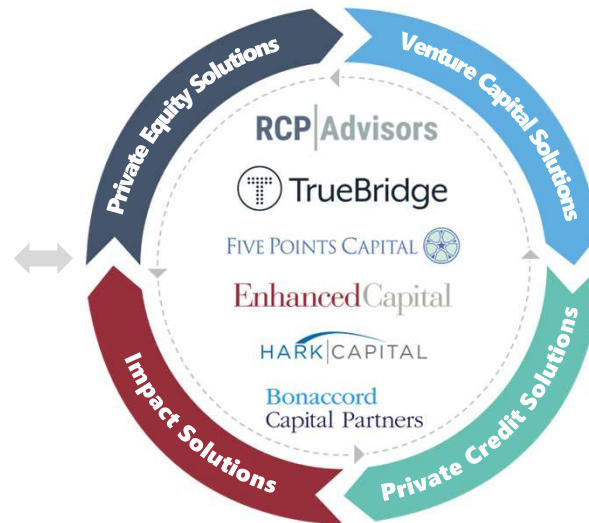 Private Equity Solutions
Venture Capital Solutions
RCP|Advisors
TrueBridge
FIVE POINTS CAPITAL
EnhancedCapital
HARK|CAPITAL
Bonaccord
Capital Partners
Impact Solutions
Private Credit Solutions